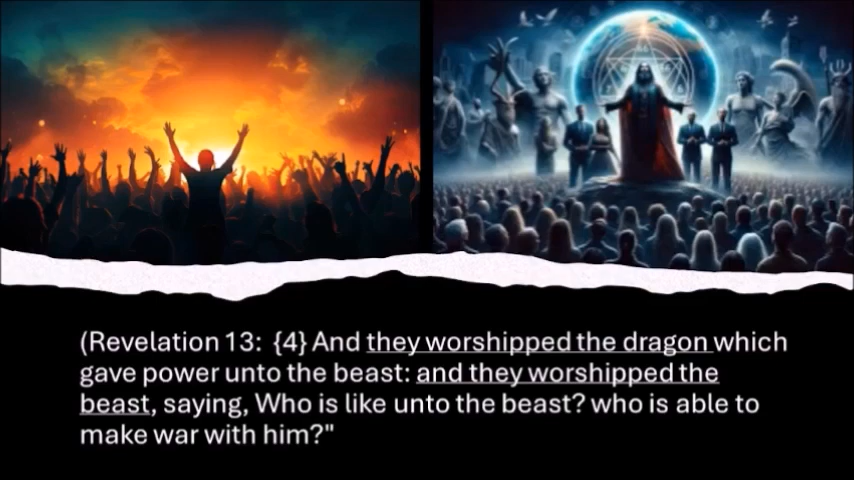 (Revelation 13:  {4} And they worshipped the dragon which
gave power unto the beast: and they worshipped the
beast, saying, Who is like unto the beast? who is able to
make war with him?"